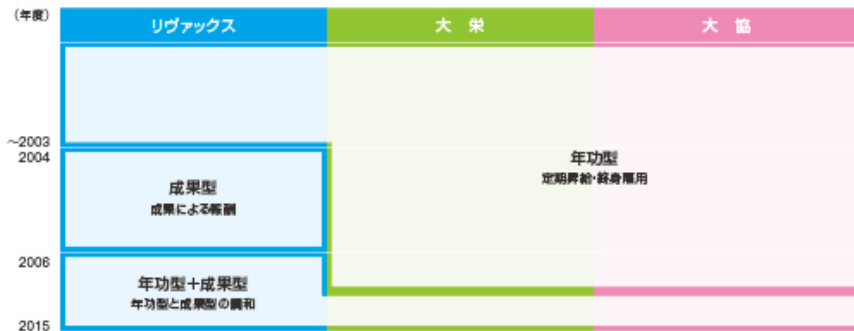 (年度)
リヴァックス
大 栄
大 協
～2003
2004
成果型
成果による報酬
年功型
定期昇給・終身雇用
2006
年功型＋成果型
年功型と成果型の調和
2015